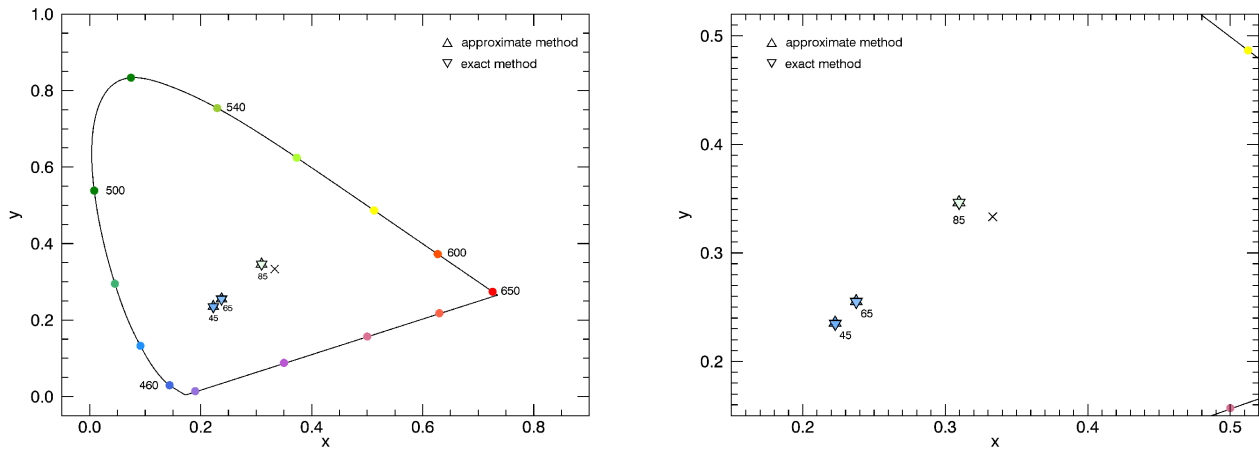 1.0
△ approximate method
▽ exact method
0.8
540
0.6
500
y
0.4
600
85
650
65
0.2
45
460
0.0
0.0 0.2 0.4 0.6 0.8
x
0.5
△ approximate method
▽ exact method
0.4
y
85
0.3
65
45
0.2
0.2 0.3 0.4 0.5
x